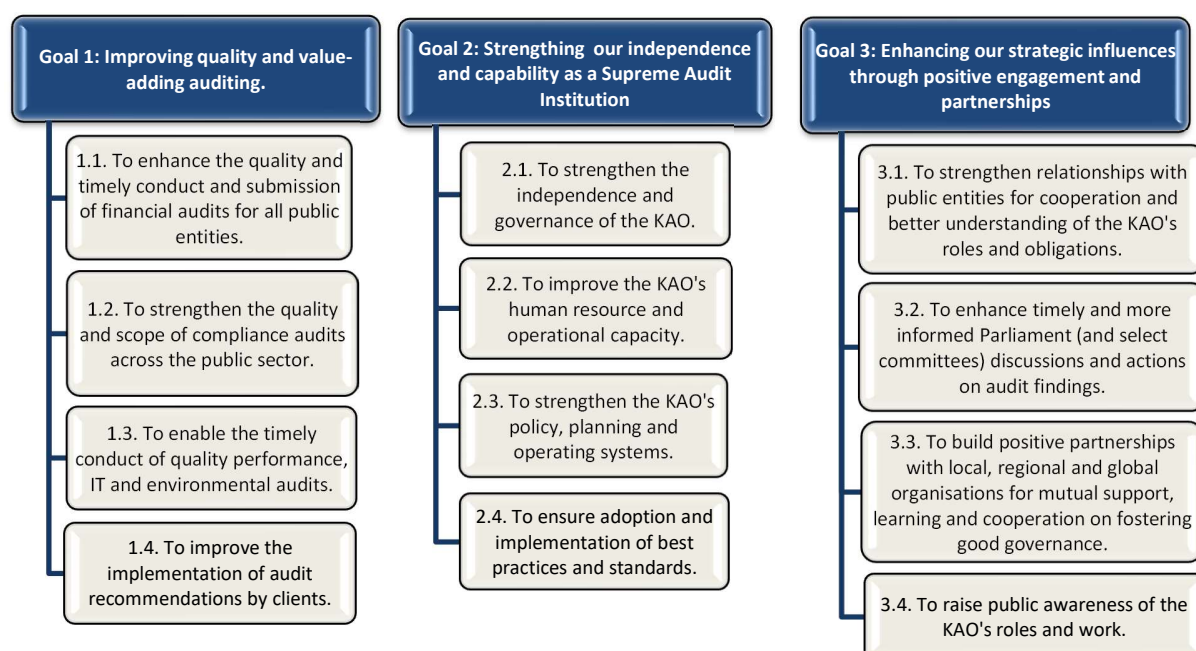 Goal 1: Improving quality and value-
adding auditing.
1.1. To enhance the quality and
timely conduct and submission
of financial audits for all public
entities.
1.2. To strengthen the quality
and scope of compliance audits
across the public sector.
1.3. To enable the timely
conduct of quality performance,
IT and environmental audits.
1.4. To improve the
implementation of audit
recommendations by clients.
Goal 2: Strengthing our independence
and capability as a Supreme Audit
Institution
2.1. To strengthen the
independence and
governance of the KAO.
2.2. To improve the KAO's
human resource and
operational capacity.
2.3. To strengthen the KAO's
policy, planning and
operating systems.
2.4. To ensure adoption and
implementation of best
practices and standards.
Goal 3: Enhancing our strategic influences
through positive engagement and
partnerships
3.1. To strengthen relationships with
public entities for cooperation and
better understanding of the KAO's
roles and obligations.
3.2. To enhance timely and more
informed Parliament (and select
committees) discussions and actions
on audit findings.
3.3. To build positive partnerships
with local, regional and global
organisations for mutual support,
learning and cooperation on fostering
good governance.
3.4. To raise public awareness of the
KAO's roles and work.